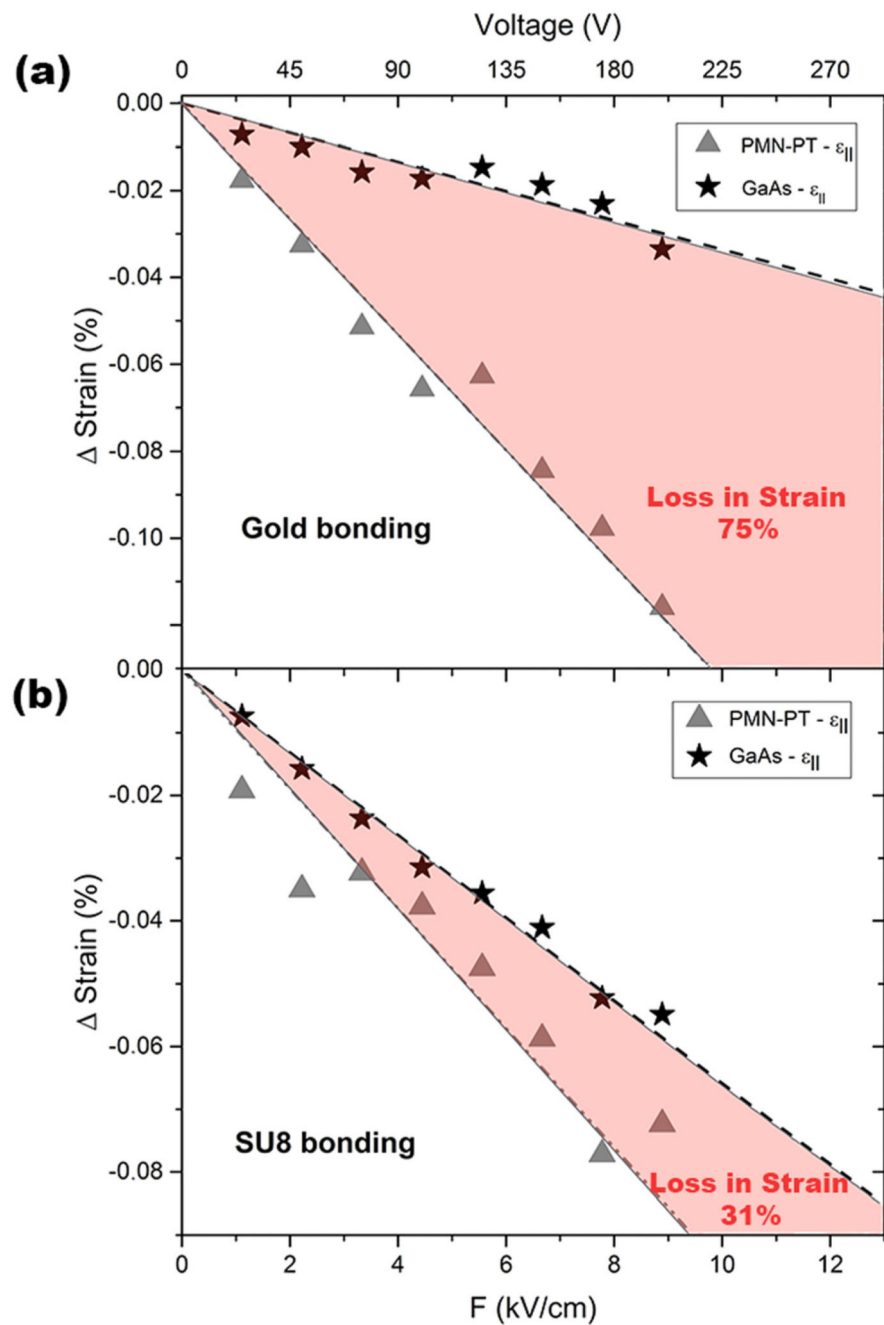 Voltage (V)
(a)
0 45 90 135 180 225 270
0.00
-0.02
-0.04
-0.06
-0.08
-0.10
Δ Strain (%)
PMN-PT - ε||
GaAs - ε||
Loss in Strain
75%
Gold bonding
(b)
0.00
-0.02
-0.04
-0.06
-0.08
Δ Strain (%)
PMN-PT - ε||
GaAs - ε||
SU8 bonding
Loss in Strain
31%
0 2 4 6 8 10 12
F (kV/cm)